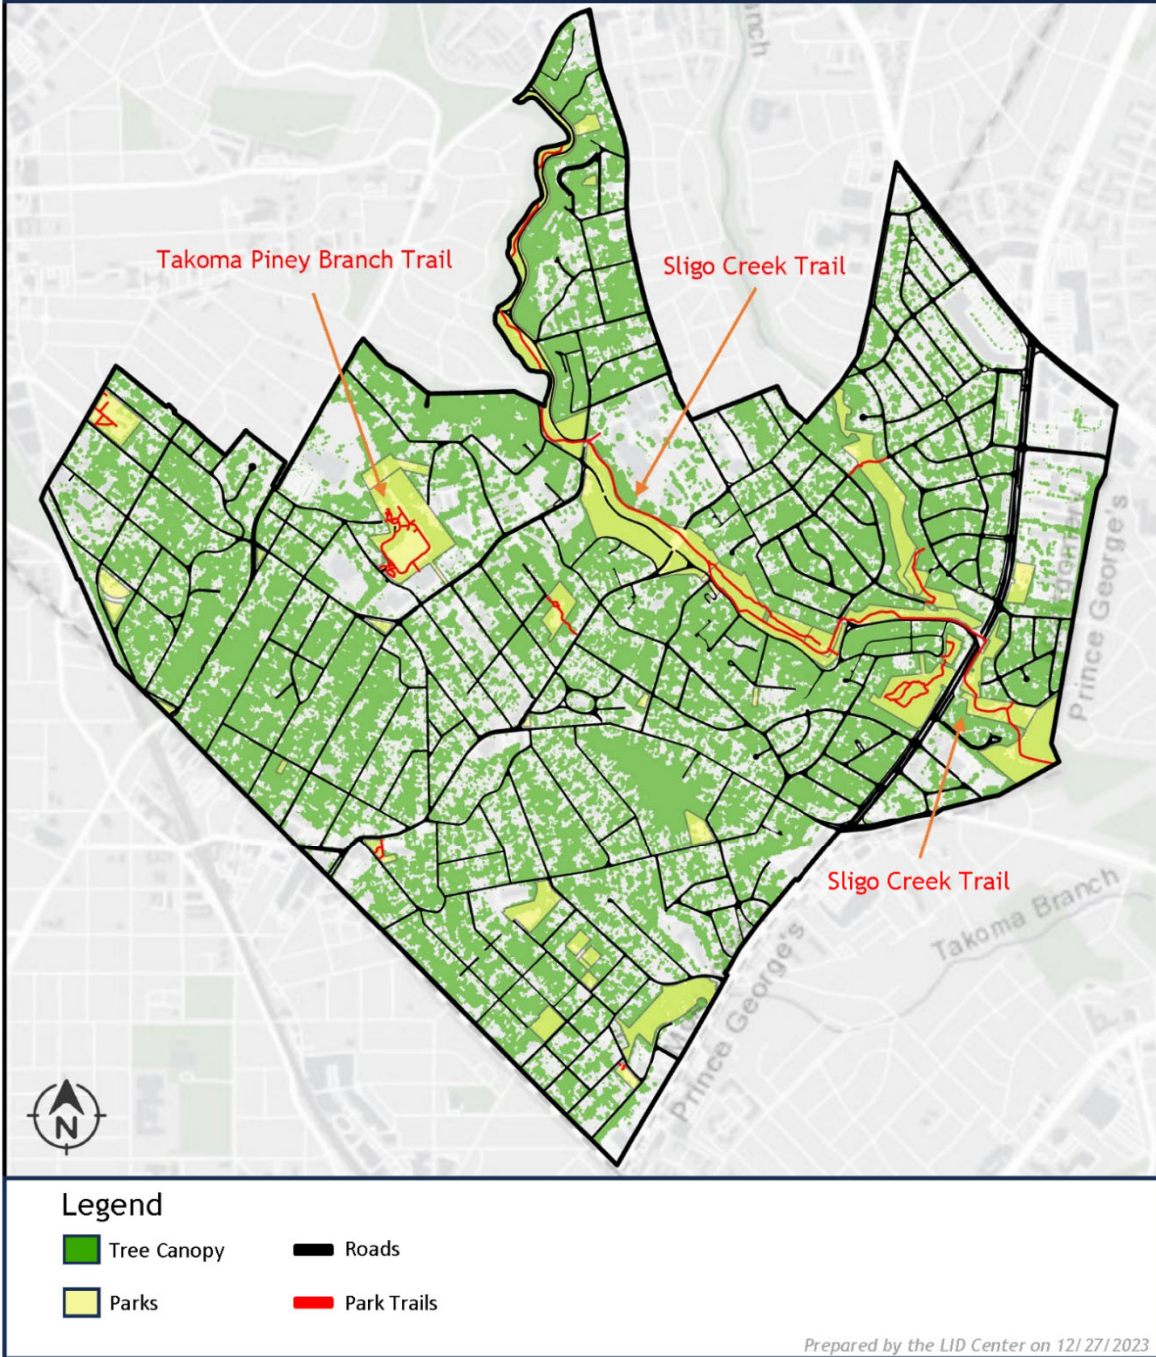 anch
Takoma Piney Branch Trail
Sligo Creek Trail
Prince George's
Sligo Creek Trail
Takoma Branch
Prince George's
N
Legend
Tree Canopy
Roads
Parks
Park Trails
Prepared by the LID Center on 12/27/2023